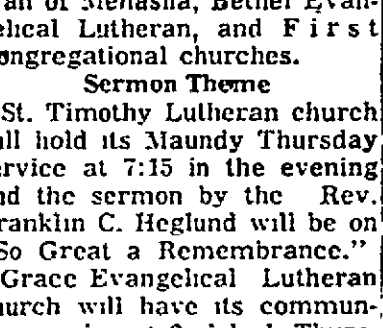 ran of Menasha, Bethel Evan-
elical Lutheran, and First
ongregational churches.
Sermon Theme
St. Timothy Lutheran church
ill hold its Maundy Thursday
ervice at 7:15 in the evening
nd the sermon by the Rev.
ranklin C. Heglund will be on
So Great a Remembrance."
Grace Evangelical Lutheran
hurch will have its commun-